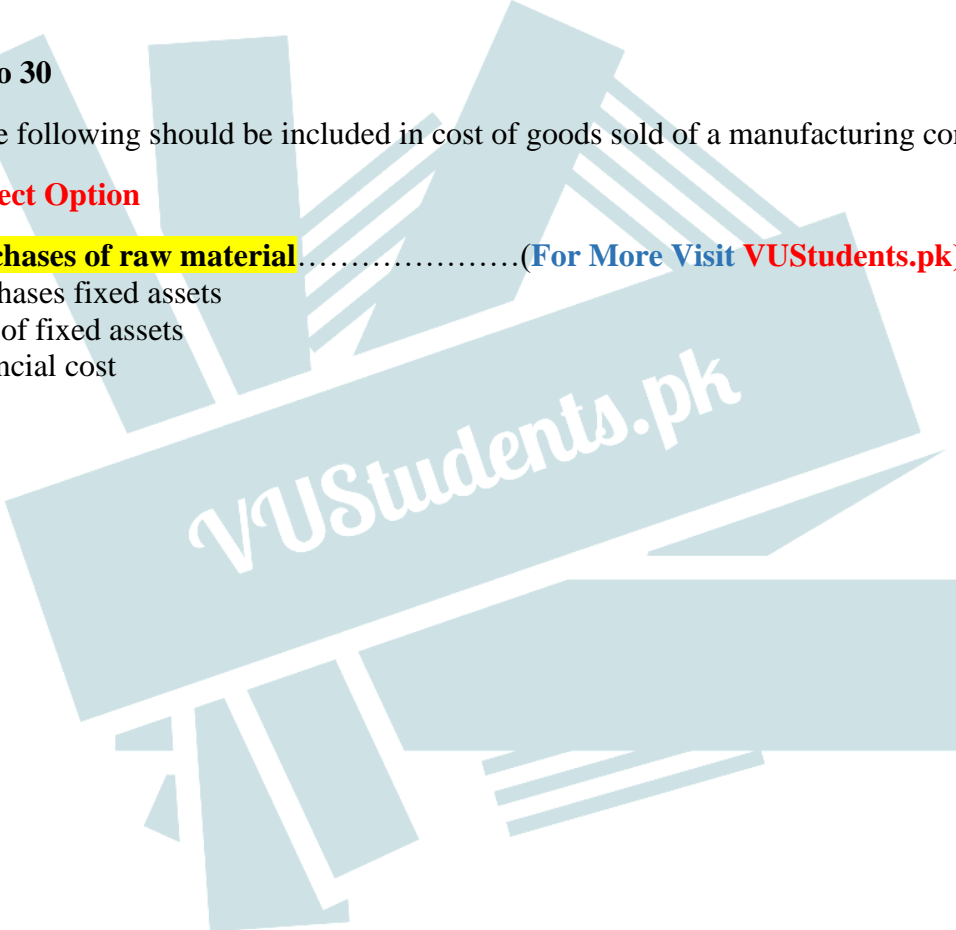 o 30
e following should be included in cost of goods sold of a manufacturing co
ect Option
chases of raw material…………………(For More Visit VUStudents.pk)
hases fixed assets
of fixed assets
ncial cost
VUStudents.pk